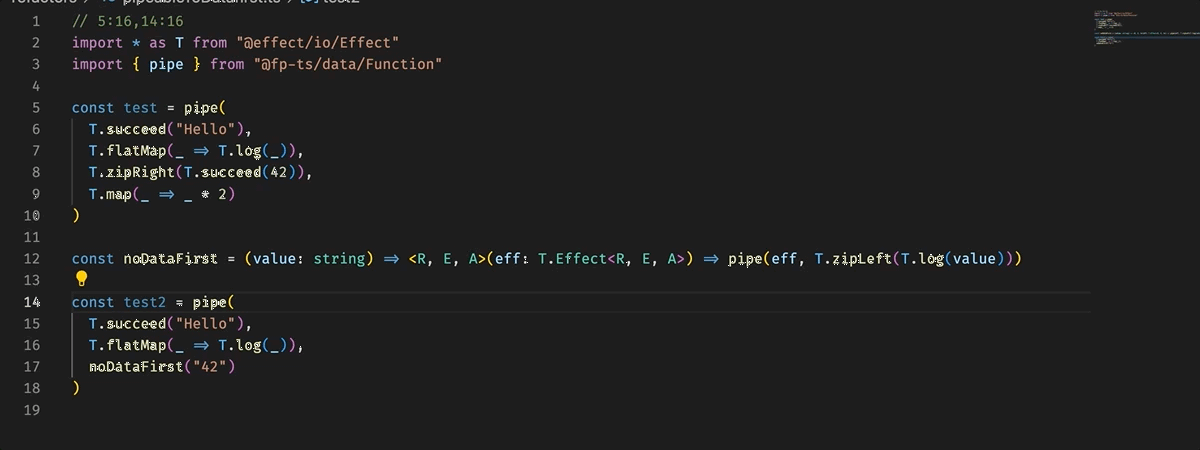 refactors > pipeableToDatafirst.ts > test2
1 // 5:16,14:16
2 import * as T from "@effect/io/Effect"
3 import { pipe } from "@fp-ts/data/Function"
4
5 const test = pipe(
6 T.succeed("Hello"),
7 T.flatMap(_ => T.log(_)),
8 T.zipRight(T.succeed(42)),
9 T.map(_ => _ * 2)
10 )
11
12 const noDataFirst = (value: string) => <R, E, A>(eff: T.Effect<R, E, A>) => pipe(eff, T.zipLeft(T.log(value)))
13
14 const test2 = pipe(
15 T.succeed("Hello"),
16 T.flatMap(_ => T.log(_)),
17 noDataFirst("42")
18 )
19